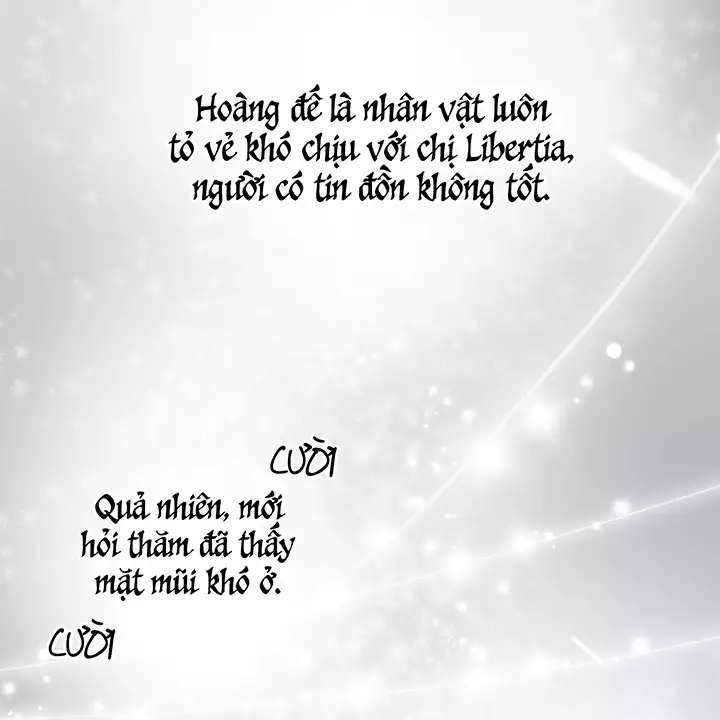 Hoàng đế là nhân vật luôn
tỏ vẻ khó chịu với chị Libertia,
người có tin đồn không tốt.
CƯỜI
Quả nhiên, mới
hỏi thăm đã thấy
mặt mũi khó ở.
CƯỜI